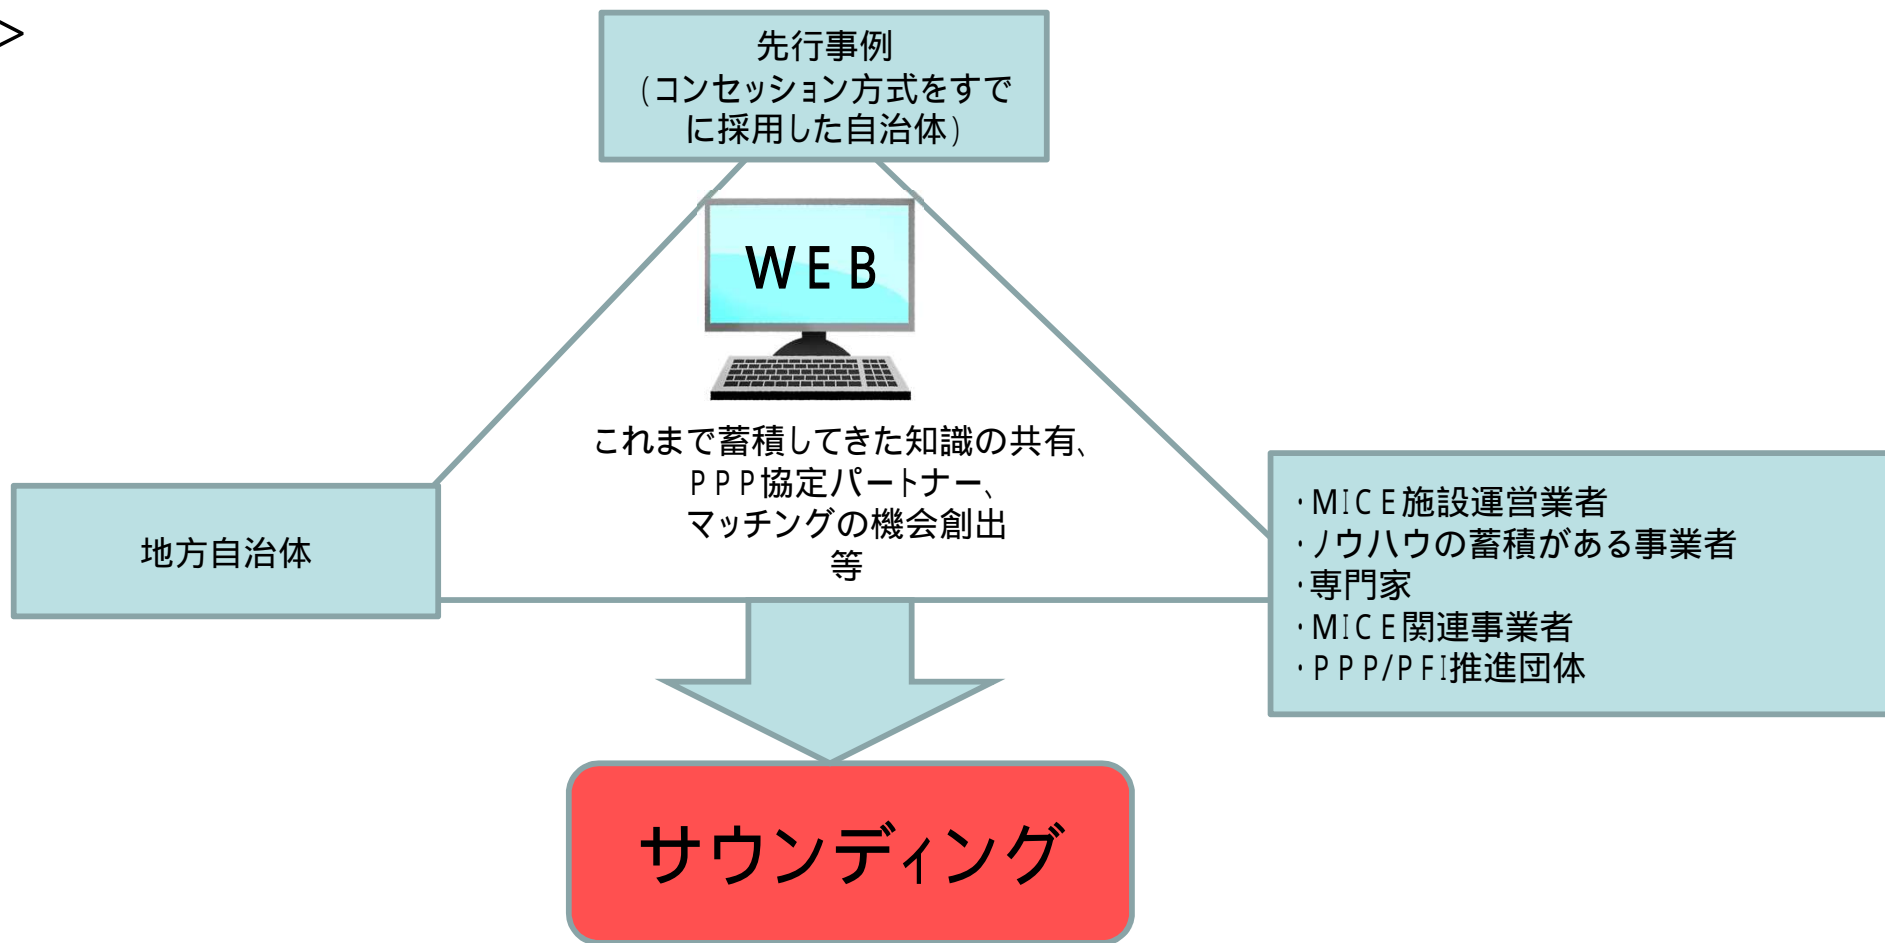 >
先行事例
(コンセッション方式をすで
に採用した自治体)
WEB
これまで蓄積してきた知識の共有、
PPP協定パートナー、
マッチングの機会創出
等
地方自治体
・MICE施設運営業者
・ノウハウの蓄積がある事業者
・専門家
・MICE関連事業者
・PPP/PFI推進団体
サウンディング